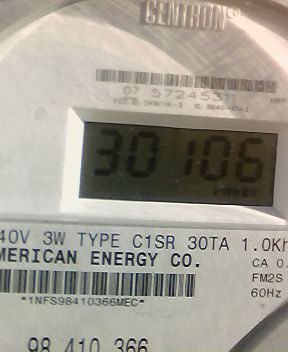 CENTRON
07 57245311
30106
kWh
40V 3W TYPE C1SR 30TA 1.0Kh
MERICAN ENERGY CO.
CA 0.
FM2S
*1NFS98410366MEC*
60Hz
98 410 366